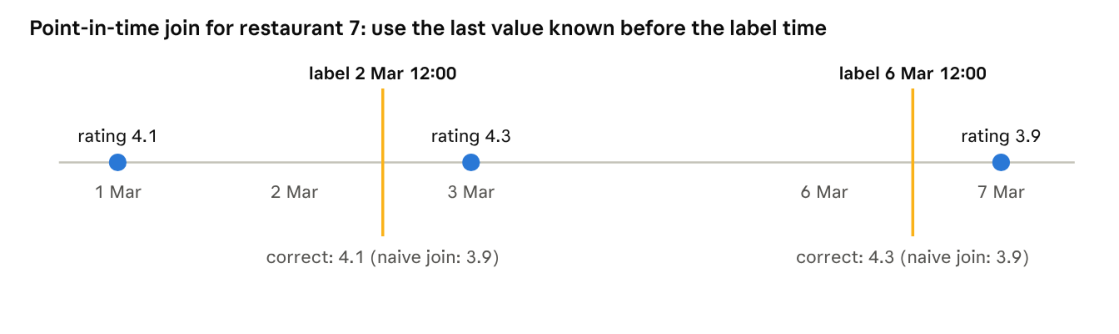 Point-in-time join for restaurant 7: use the last value known before the label time
label 2 Mar 12:00
label 6 Mar 12:00
rating 4.1
rating 4.3
rating 3.9
1 Mar
2 Mar
3 Mar
6 Mar
7 Mar
correct: 4.1 (naive join: 3.9)
correct: 4.3 (naive join: 3.9)